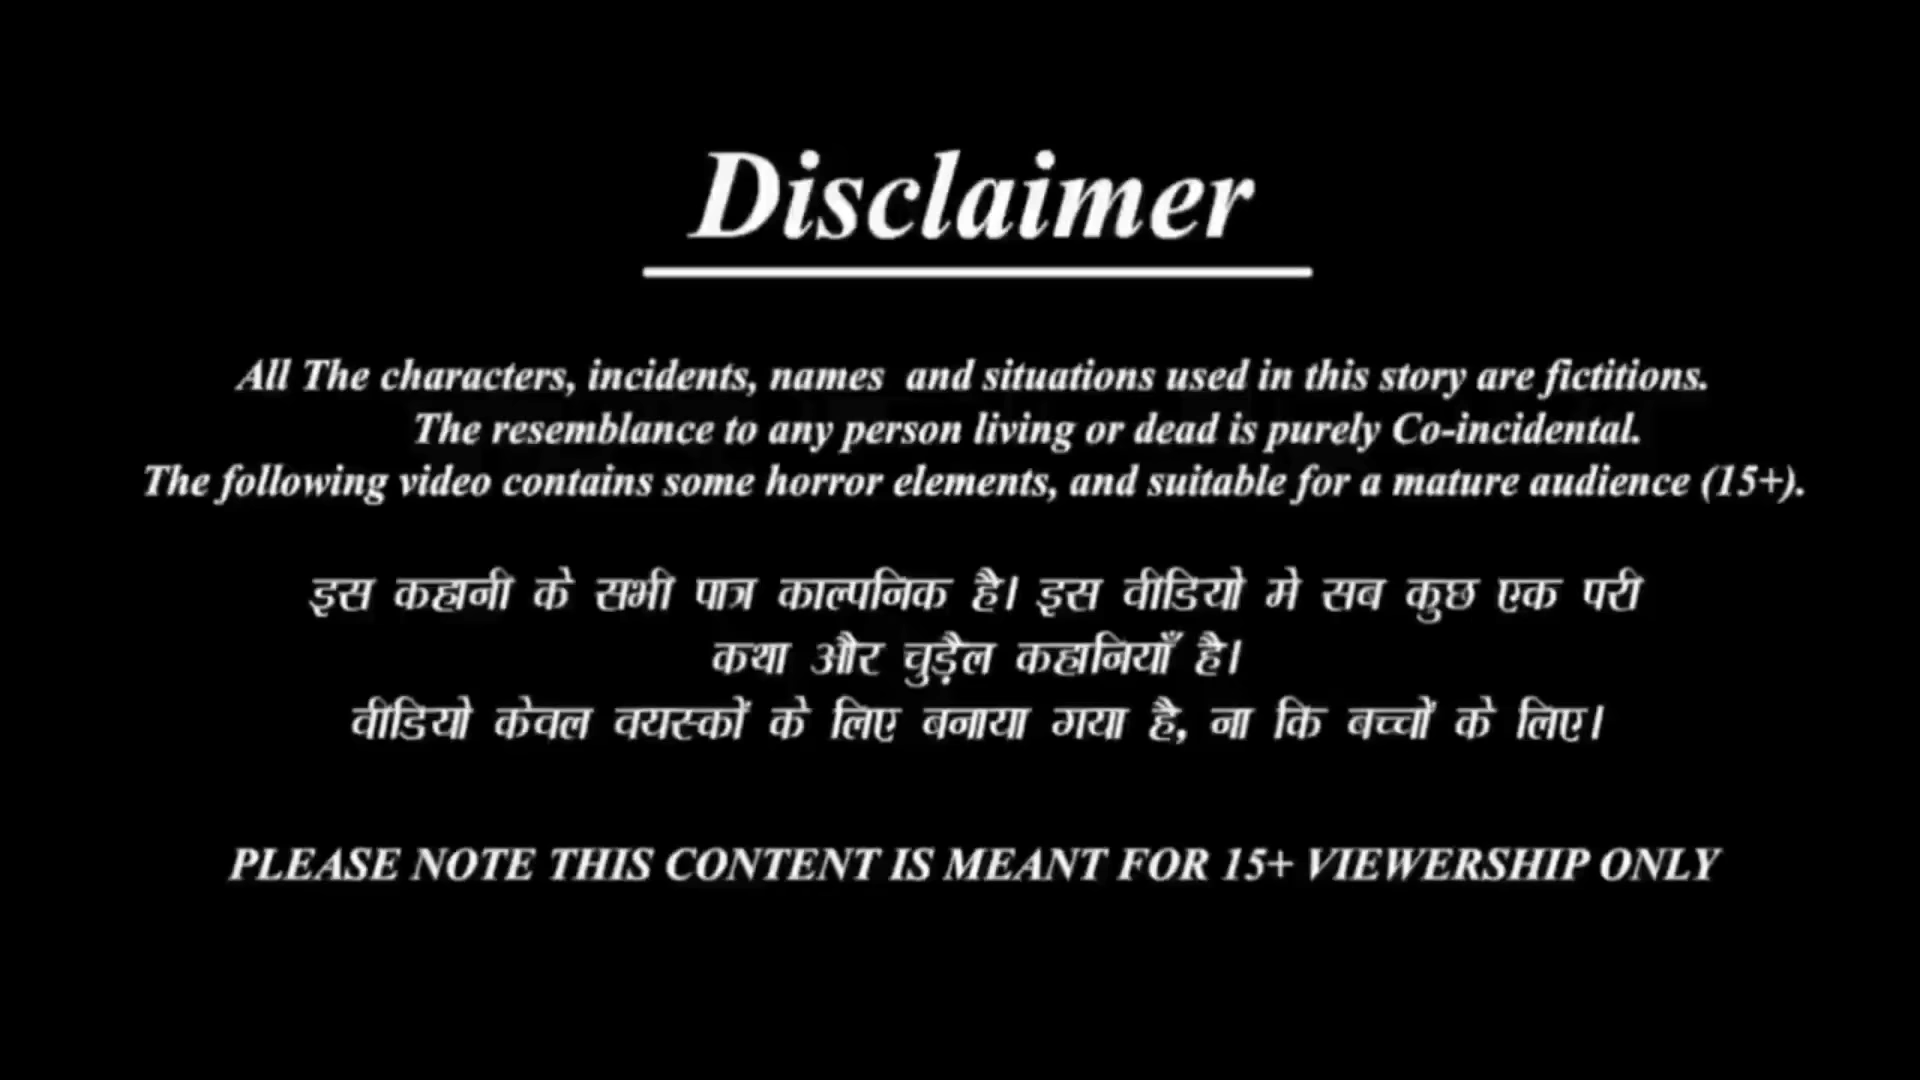 Disclaimer
All The characters, incidents, names and situations used in this story are fictitions.
The resemblance to any person living or dead is purely Co-incidental.
The following video contains some horror elements, and suitable for a mature audience (15+).
इस कहानी के सभी पात्र काल्पनिक है। इस वीडियो मे सब कुछ एक परी
कथा और चुड़ैल कहानियाँ है।
वीडियो केवल वयस्कों के लिए बनाया गया है, ना कि बच्चों के लिए।
PLEASE NOTE THIS CONTENT IS MEANT FOR 15+ VIEWERSHIP ONLY